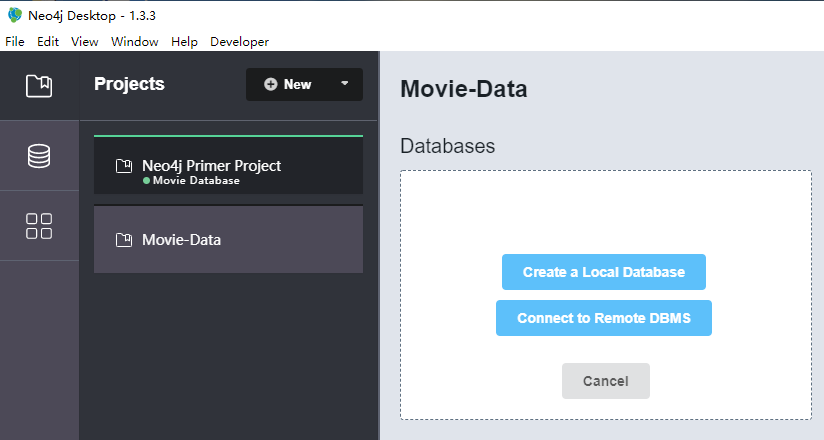 Neo4j Desktop - 1.3.3
File Edit View Window Help Developer
Projects
New
Neo4j Primer Project
Movie Database
Movie-Data
Movie-Data
Databases
Create a Local Database
Connect to Remote DBMS
Cancel